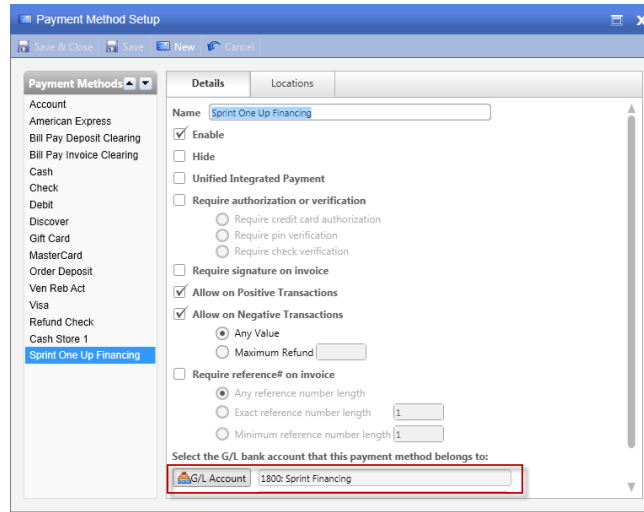 Payment Method Setup
Save & Close Save New Cancel
Payment Methods
Account
American Express
Bill Pay Deposit Clearing
Bill Pay Invoice Clearing
Cash
Check
Debit
Discover
Gift Card
MasterCard
Order Deposit
Ven Reb Act
Visa
Refund Check
Cash Store 1
Sprint One Up Financing
Details Locations
Name Sprint One Up Financing
Enable
Hide
Unified Integrated Payment
Require authorization or verification
Require credit card authorization
Require pin verification
Require check verification
Require signature on invoice
Allow on Positive Transactions
Allow on Negative Transactions
Any Value
Maximum Refund
Require reference# on invoice
Any reference number length
Exact reference number length 1
Minimum reference number length 1
Select the G/L bank account that this payment method belongs to:
G/L Account 1800: Sprint Financing